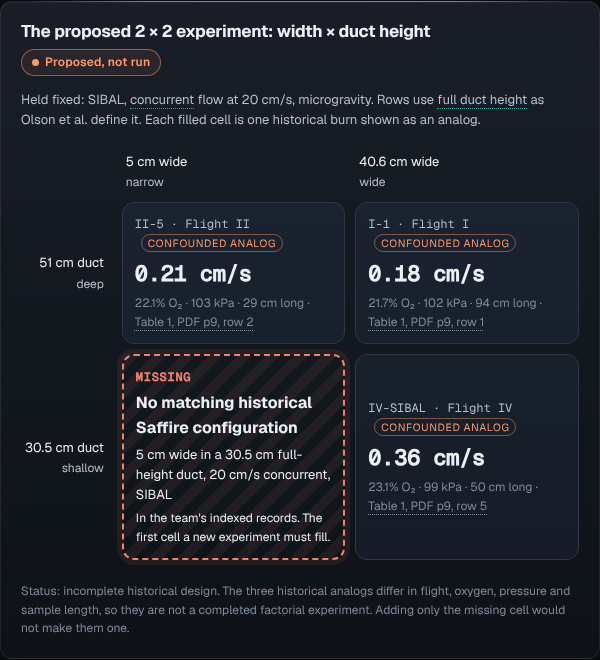 The proposed 2 × 2 experiment: width × duct height
Proposed, not run
Held fixed: SIBAL, concurrent flow at 20 cm/s, microgravity. Rows use full duct height as
Olson et al. define it. Each filled cell is one historical burn shown as an analog.
5 cm wide
narrow
40.6 cm wide
wide
51 cm duct
deep
II-5 · Flight II
CONFOUNDED ANALOG
0.21 cm/s
22.1% O₂ · 103 kPa · 29 cm long ·
Table 1, PDF p9, row 2
I-1 · Flight I
CONFOUNDED ANALOG
0.18 cm/s
21.7% O₂ · 102 kPa · 94 cm long ·
Table 1, PDF p9, row 1
30.5 cm duct
shallow
MISSING
No matching historical
Saffire configuration
5 cm wide in a 30.5 cm full-
height duct, 20 cm/s concurrent,
SIBAL
In the team's indexed records. The
first cell a new experiment must fill.
IV-SIBAL · Flight IV
CONFOUNDED ANALOG
0.36 cm/s
23.1% O₂ · 99 kPa · 50 cm long ·
Table 1, PDF p9, row 5
Status: incomplete historical design. The three historical analogs differ in flight, oxygen, pressure and
sample length, so they are not a completed factorial experiment. Adding only the missing cell would
not make them one.